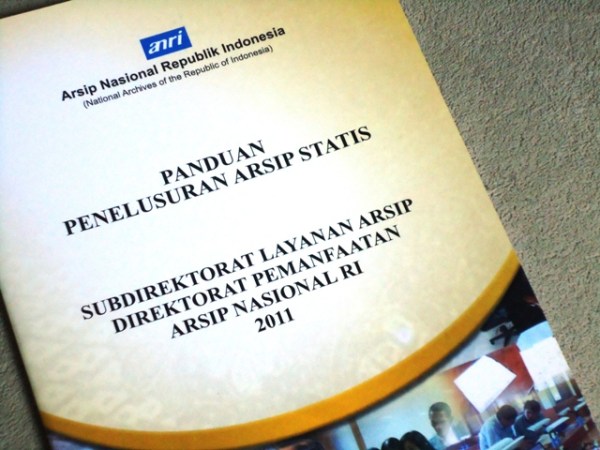 anri
Arsip Nasional Republik Indonesia
(National Archives of the Republic of Indonesia)
PANDUAN
PENELUSURAN ARSIP STATIS
SUBDIREKTORAT LAYANAN ARSIP
DIREKTORAT PEMANFAATAN
ARSIP NASIONAL RI
2011